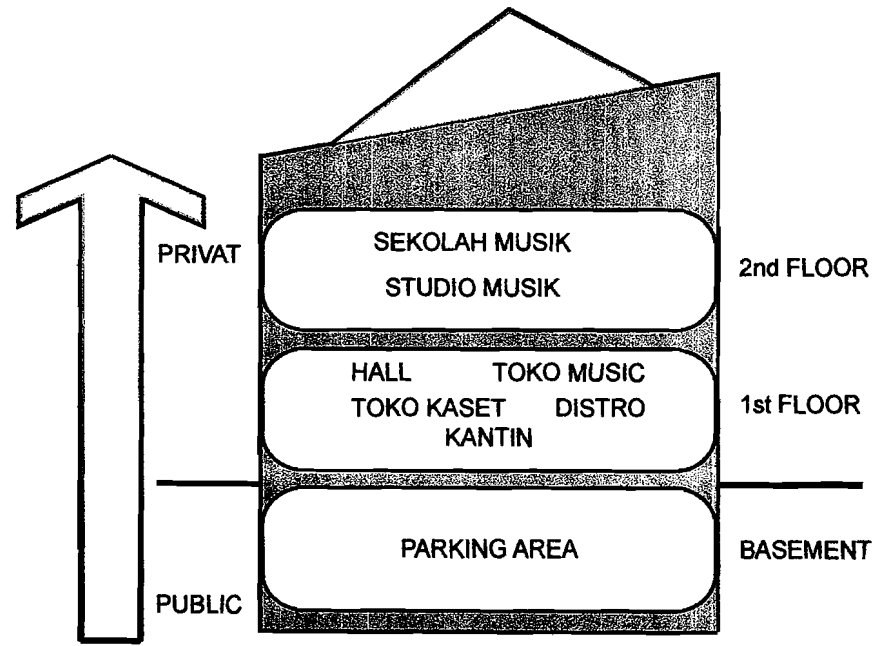 PRIVAT
SEKOLAH MUSIK
STUDIO MUSIK
2nd FLOOR
HALL TOKO MUSIC
TOKO KASET DISTRO
KANTIN
1st FLOOR
PARKING AREA
BASEMENT
PUBLIC